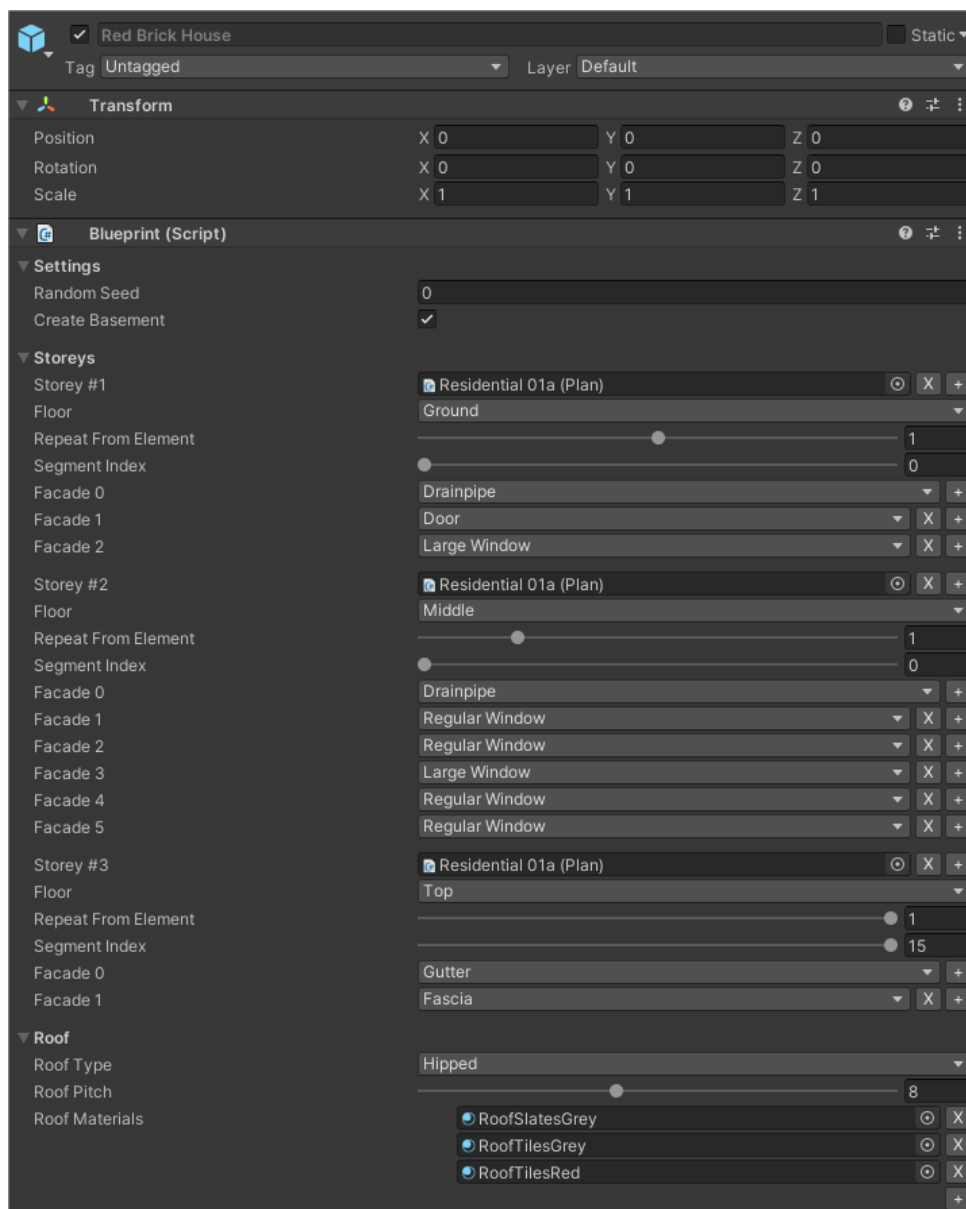 Red Brick House Static
Tag Untagged Layer Default
Transform
Position X 0 Y 0 Z 0
Rotation X 0 Y 0 Z 0
Scale X 1 Y 1 Z 1
Blueprint (Script)
Settings
Random Seed 0
Create Basement
Storeys
Storey #1 Residential 01a (Plan) X +
Floor Ground
Repeat From Element 1
Segment Index 0
Facade 0 Drainpipe +
Facade 1 Door X +
Facade 2 Large Window X +
Storey #2 Residential 01a (Plan) X +
Floor Middle
Repeat From Element 1
Segment Index 0
Facade 0 Drainpipe +
Facade 1 Regular Window X +
Facade 2 Regular Window X +
Facade 3 Large Window X +
Facade 4 Regular Window X +
Facade 5 Regular Window X +
Storey #3 Residential 01a (Plan) X +
Floor Top
Repeat From Element 1
Segment Index 15
Facade 0 Gutter +
Facade 1 Fascia X +
Roof
Roof Type Hipped
Roof Pitch 8
Roof Materials RoofSlatesGrey X
RoofTilesGrey X
RoofTilesRed X
+